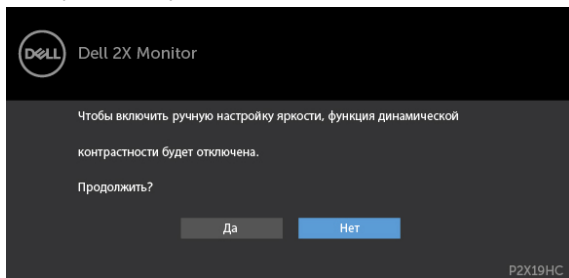 DELL
Dell 2X Monitor
Чтобы включить ручную настройку яркости, функция динамической
контрастности будет отключена.
Продолжить?
Да
Нет
P2X19HC